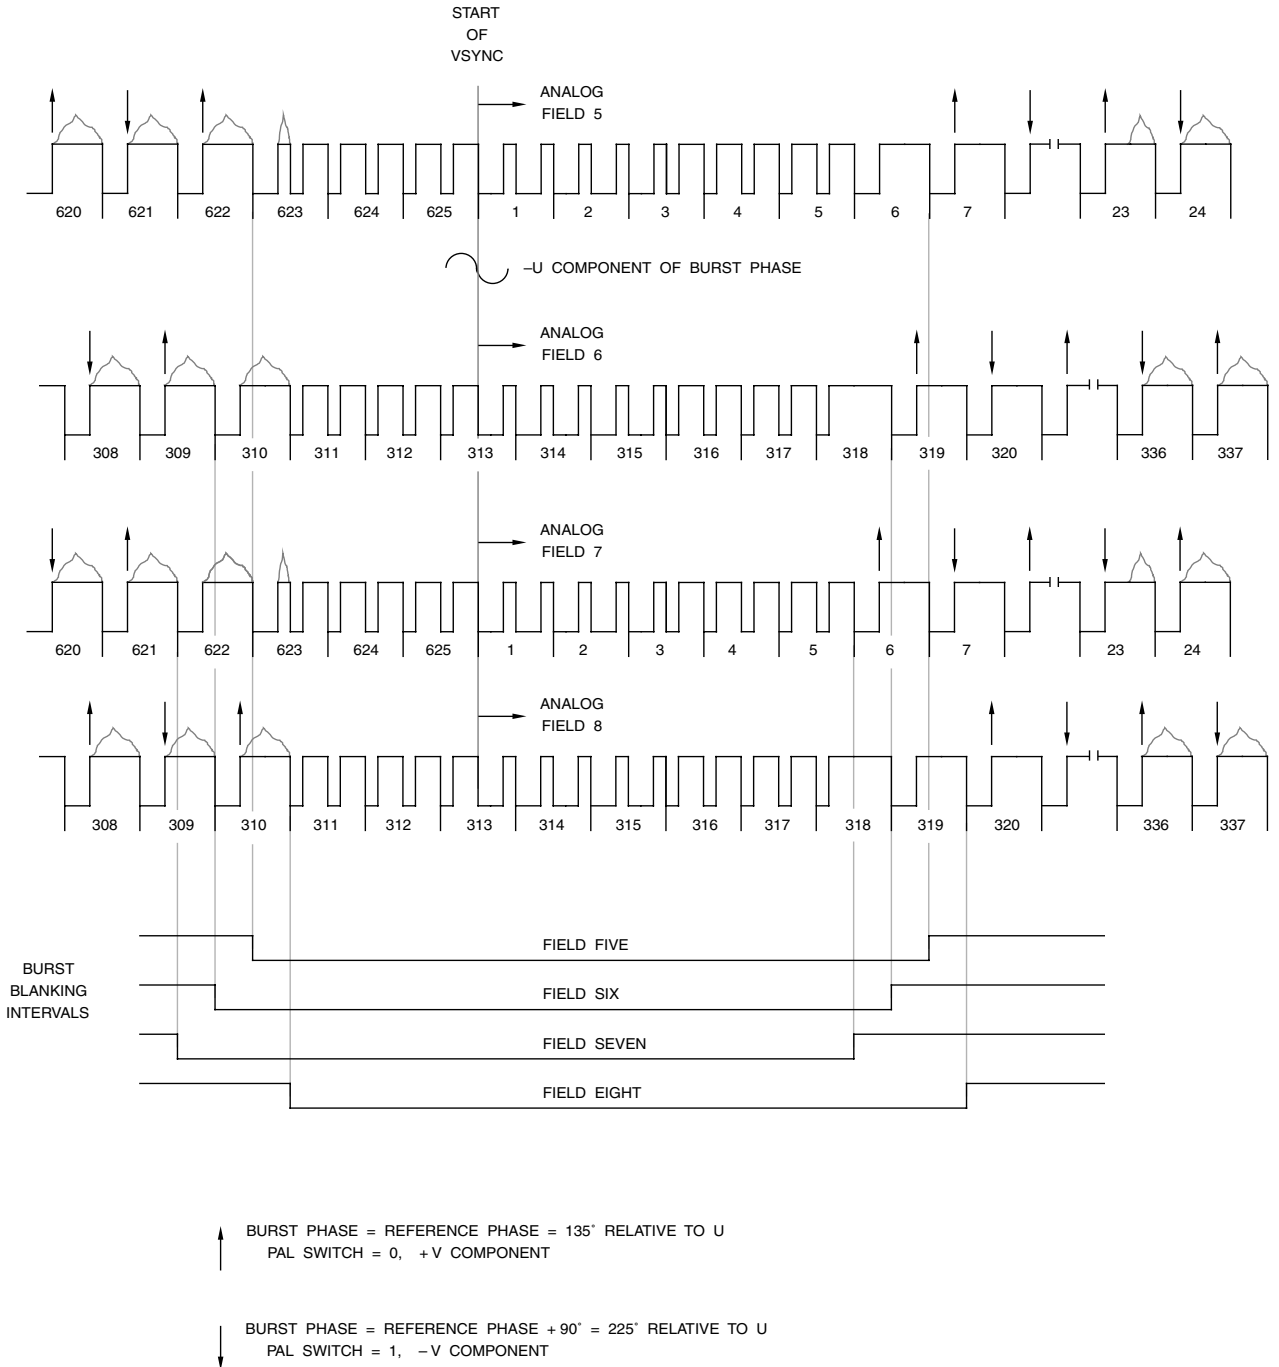 START
OF
VSYNC
ANALOG
FIELD 5
620 621 622 623 624 625 1 2 3 4 5 6 7 23 24
–U COMPONENT OF BURST PHASE
ANALOG
FIELD 6
308 309 310 311 312 313 314 315 316 317 318 319 320 336 337
ANALOG
FIELD 7
620 621 622 623 624 625 1 2 3 4 5 6 7 23 24
ANALOG
FIELD 8
308 309 310 311 312 313 314 315 316 317 318 319 320 336 337
BURST
BLANKING
INTERVALS
FIELD FIVE
FIELD SIX
FIELD SEVEN
FIELD EIGHT
BURST PHASE = REFERENCE PHASE = 135˚ RELATIVE TO U
PAL SWITCH = 0, +V COMPONENT
BURST PHASE = REFERENCE PHASE +90˚ = 225˚ RELATIVE TO U
PAL SWITCH = 1, –V COMPONENT